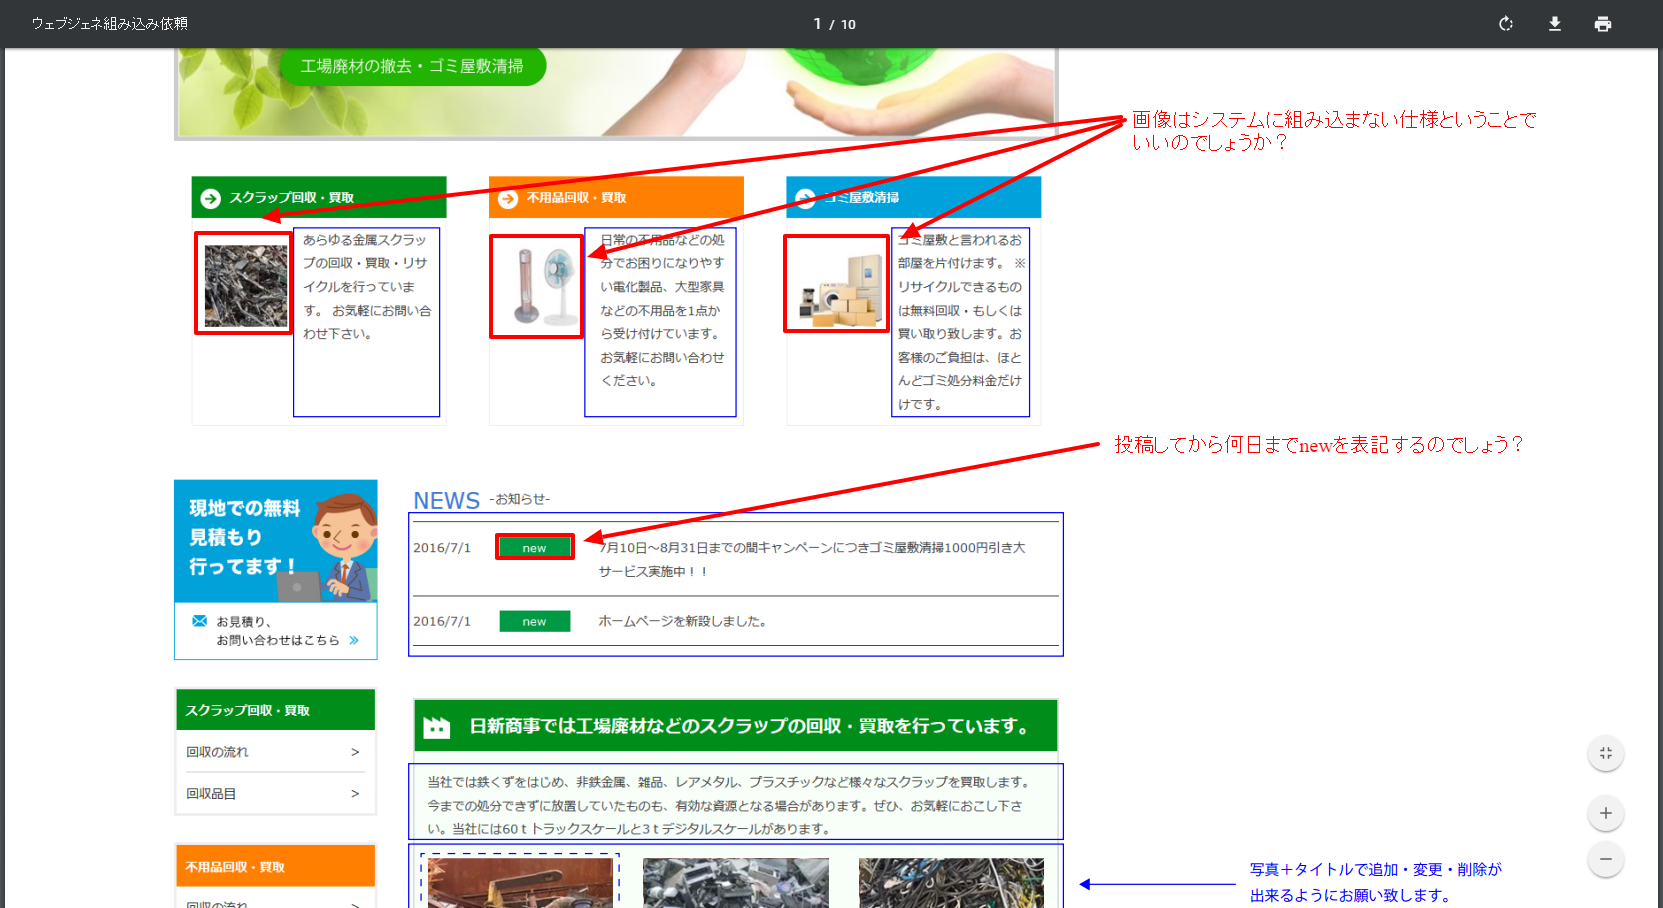 ウェブジェネ組み込み依頼
1 / 10
工場廃材の撤去・ゴミ屋敷清掃
画像はシステムに組み込まない仕様ということで
いいのでしょうか？
スクラップ回収・買取
不用品回収・買取
ゴミ屋敷清掃
あらゆる金属スクラッ
プの回収・買取・リサ
イクルを行っていま
す。 お気軽にお問い合
わせ下さい。
日常の不用品などの処
分でお困りになりやす
い電化製品、大型家具
などの不用品を1点か
ら受け付けています。
お気軽にお問い合わせ
ください。
ゴミ屋敷と言われるお
部屋を片付けます。 ※
リサイクルできるもの
は無料回収・もしくは
買い取り致します。お
客様のご負担は、ほと
んどゴミ処分料金だけ
けです。
投稿してから何日までnewを表記するのでしょう？
現地での無料
見積もり
行ってます！
お見積り、
お問い合わせはこちら
NEWS -お知らせ-
2016/7/1 new 7月10日～8月31日までの間キャンペーンにつきゴミ屋敷清掃1000円引き大
サービス実施中！！
2016/7/1 new ホームページを新設しました。
スクラップ回収・買取
回収の流れ >
回収品目 >
不用品回収・買取
回収の流れ >
日新商事では工場廃材などのスクラップの回収・買取を行っています。
当社では鉄くずをはじめ、非鉄金属、雑品、レアメタル、プラスチックなど様々なスクラップを買取します。
今までの処分できずに放置していたものも、有効な資源となる場合があります。ぜひ、お気軽におこし下さ
い。当社には60ｔトラックスケールと3ｔデジタルスケールがあります。
写真＋タイトルで追加・変更・削除が
出来るようにお願い致します。